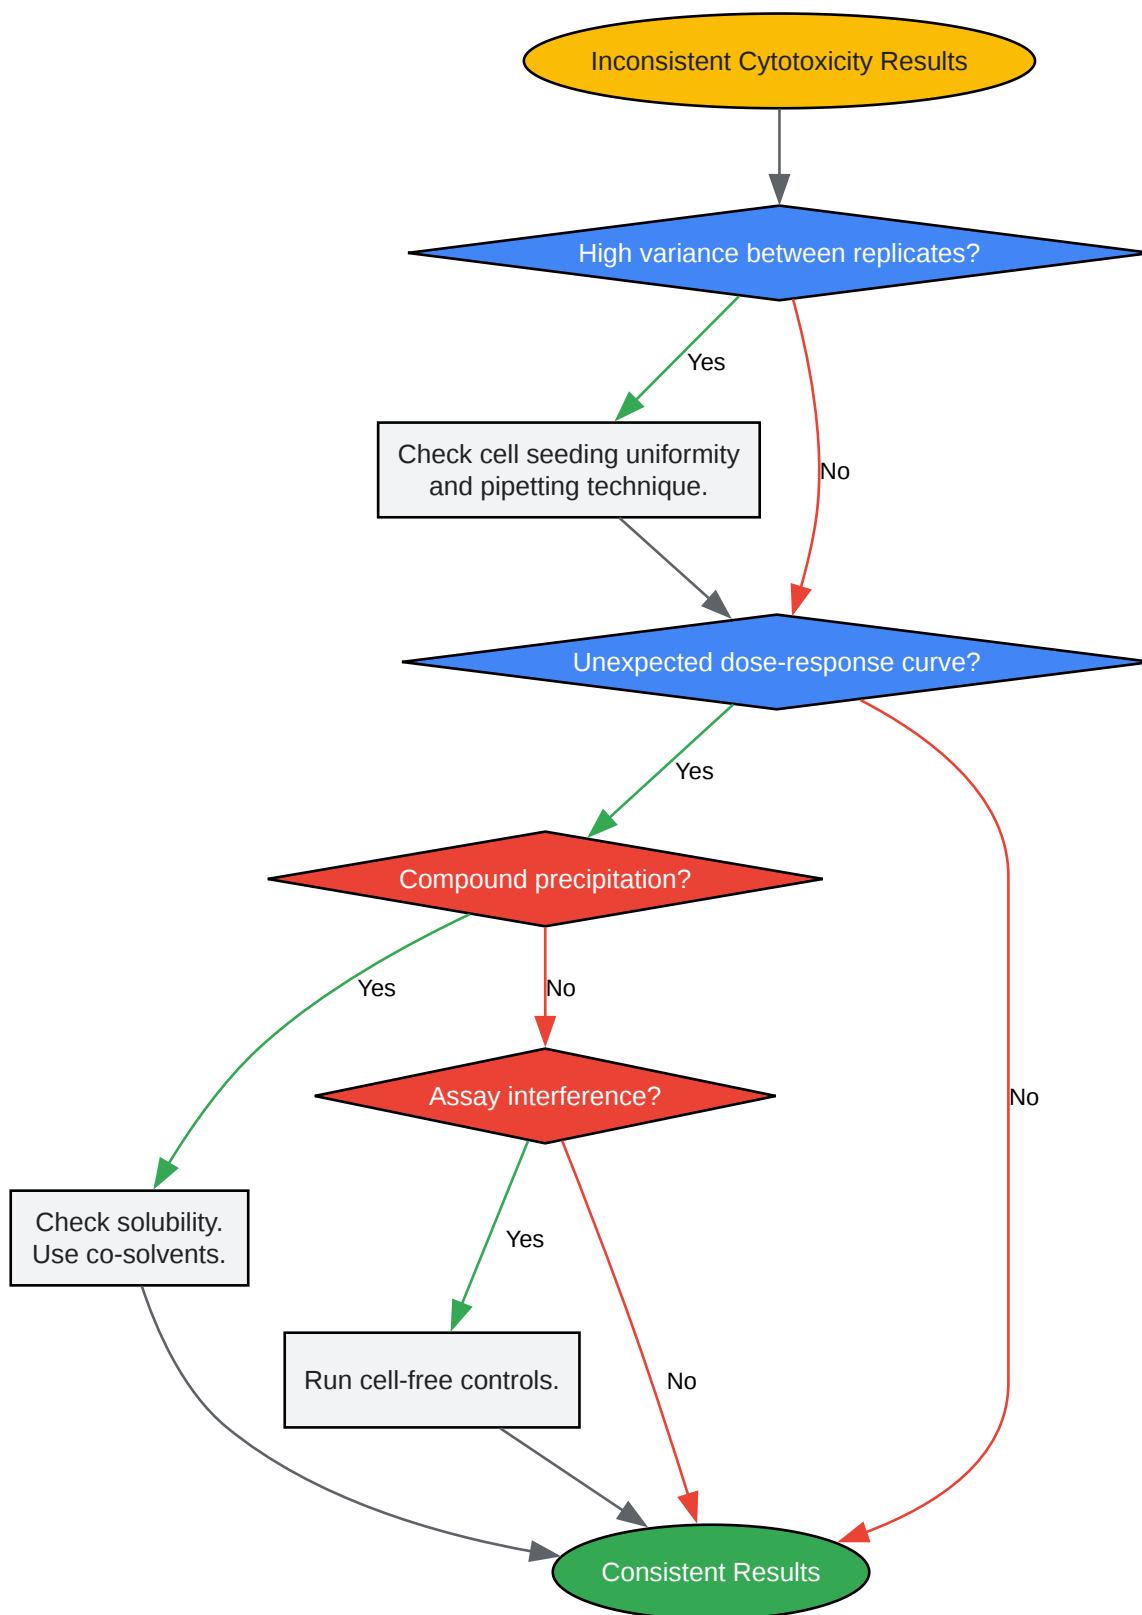 Inconsistent Cytotoxicity Results
High variance between replicates?
Yes
Check cell seeding uniformity
and pipetting technique.
No
Unexpected dose-response curve?
Yes
Compound precipitation?
Yes
No
Assay interference?
No
Check solubility.
Use co-solvents.
Yes
Run cell-free controls.
No
Consistent Results